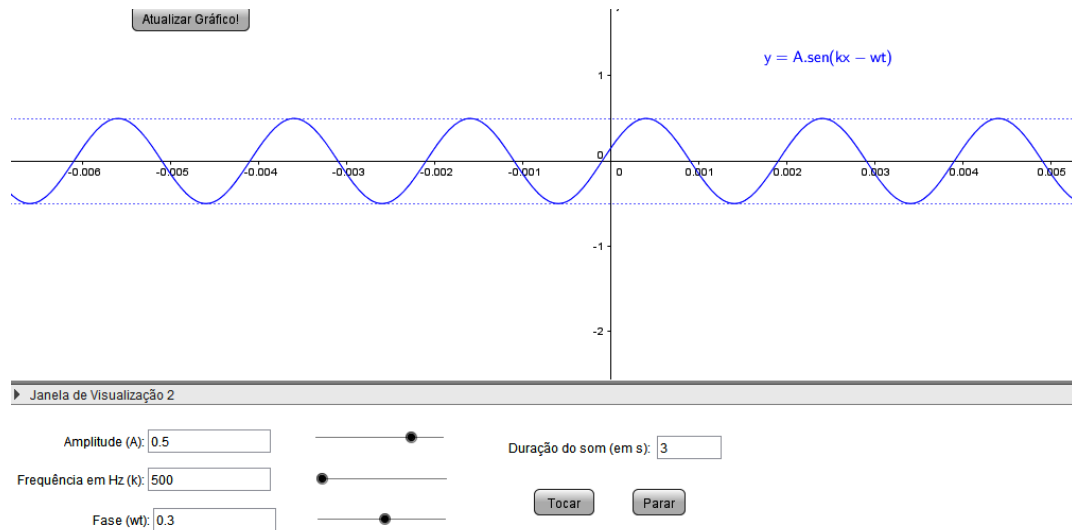 Atualizar Gráfico!
y = A.sen(kx − wt)
1
0
-0.006 -0.005 -0.004 -0.003 -0.002 -0.001 0 0.001 0.002 0.003 0.004 0.005
-1
-2
Janela de Visualização 2
Amplitude (A): 0.5
Duração do som (em s): 3
Frequência em Hz (k): 500
Tocar Parar
Fase (wt): 0.3